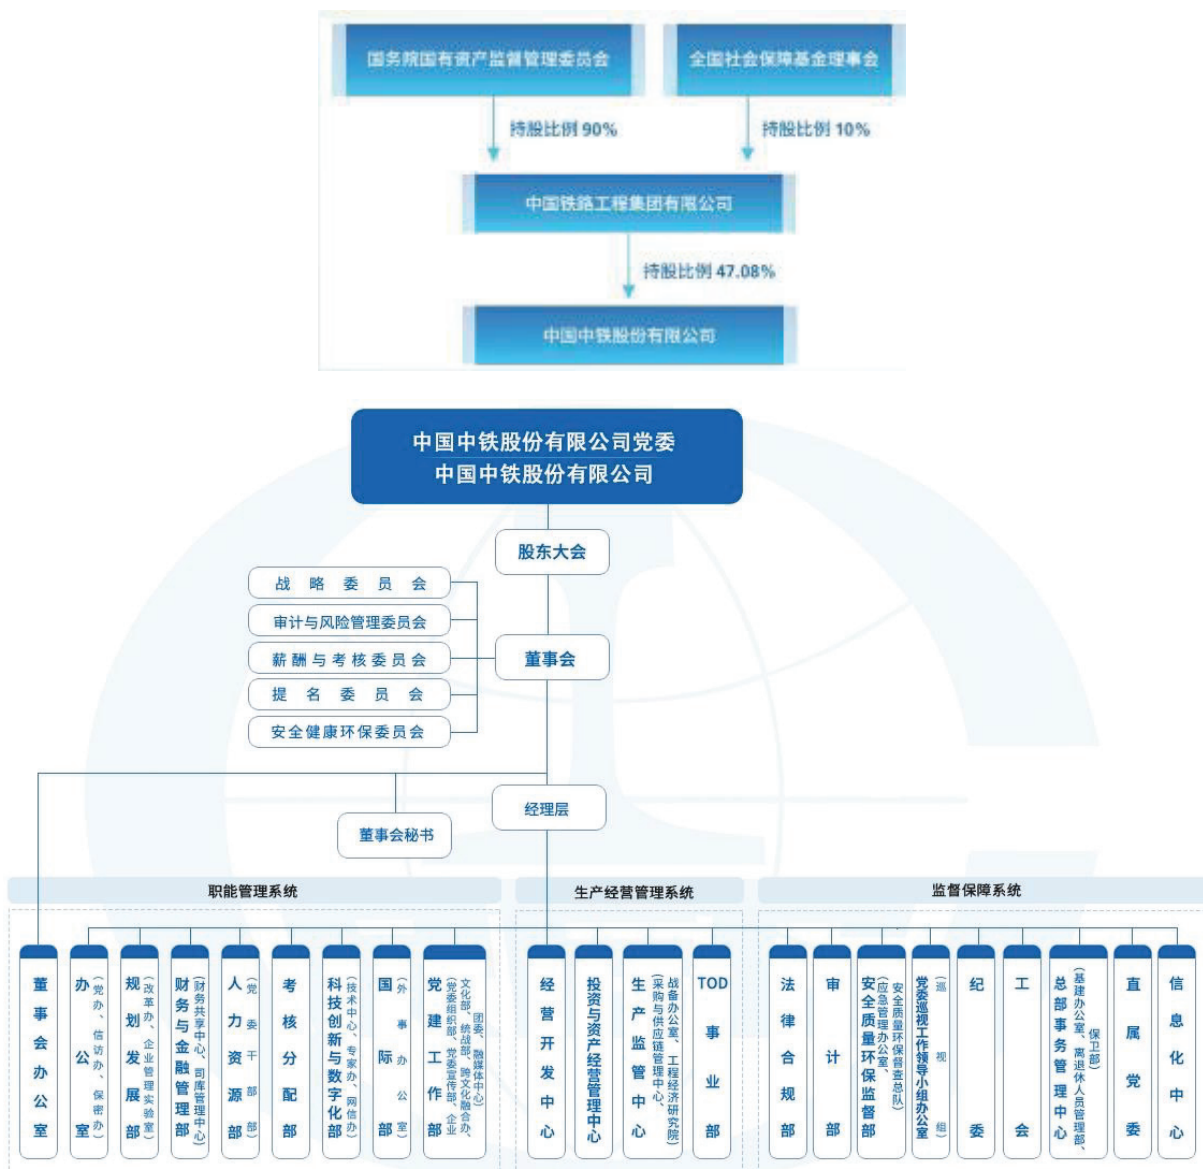 国务院国有资产监督管理委员会
全国社会保障基金理事会
持股比例 90%
持股比例 10%
中国铁路工程集团有限公司
持股比例 47.08%
中国中铁股份有限公司
中国中铁股份有限公司党委
中国中铁股份有限公司
股东大会
战略委员会
审计与风险管理委员会
薪酬与考核委员会
董事会
提名委员会
安全健康环保委员会
经理层
董事会秘书
职能管理系统
生产经营管理系统
监督保障系统
董事会办公室
办公室
(党办、信访办、保密办)
规划发展部
(改革办、企业管理实验室)
财务与金融管理部
(财务共享中心、司库管理中心)
人力资源部
(党委干部部)
考核分配部
科技创新与数字化部
(技术中心、专家办、网信办)
国际部
(外事办公室)
党建工作部
(党委组织部、党委宣传部、企业
文化部、统战部、跨文化融合办、
团委、融媒体中心)
经营开发中心
投资与资产经营管理中心
生产监管中心
(采购与供应链管理中心、
战备办公室、工程经济研究院)
TOD事业部
法律合规部
审计部
安全质量环保监督部
(应急管理办公室、
安全质量环保督查总队)
党委巡视工作领导小组办公室
(巡视组)
纪委
工会
总部事务管理中心
(基建办公室、离退休人员管理部、
保卫部)
直属党委
信息化中心